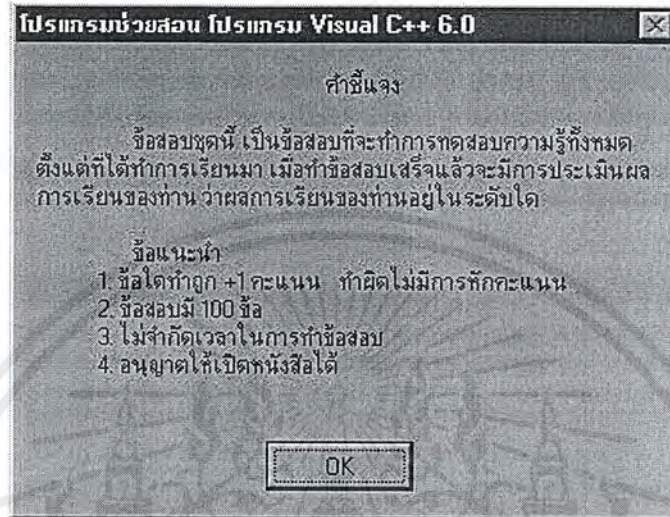 โปรแกรมช่วยสอน โปรแกรม Visual C++ 6.0
คำชี้แจง
ข้อสอบชุดนี้ เป็นข้อสอบที่จะทำการทดสอบความรู้ทั้งหมด
ตั้งแต่ที่ได้ทำการเรียนมา เมื่อทำข้อสอบเสร็จแล้วจะมีการประเมินผล
การเรียนของท่าน ว่าผลการเรียนของท่านอยู่ในระดับใด
ข้อแนะนำ
1. ข้อใดทำถูก +1 คะแนน ทำผิดไม่มีการหักคะแนน
2. ข้อสอบมี 100 ข้อ
3. ไม่จำกัดเวลาในการทำข้อสอบ
4. อนุญาตให้เปิดหนังสือได้
OK